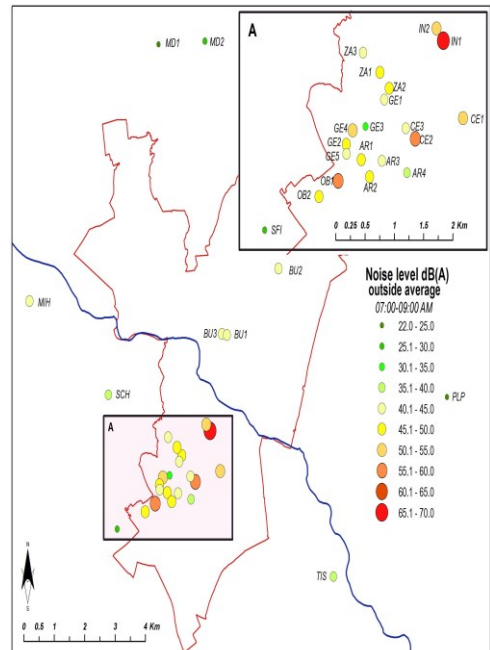 A
IN2
IN1
MD1
MD2
ZA3
ZA1
ZA2
GE1
CE1
GE4
GE3
CE3
CE2
GE2
AR1
GE5
AR3
OB1
AR4
AR2
OB2
0.25 0.5 1 2 Km
SFI
BU2
MIH
BU3
BU1
Noise level dB(A)
outside average
07:00-09:00 AM
22.0 - 25.0
25.1 - 30.0
30.1 - 35.0
35.1 - 40.0
40.1 - 45.0
45.1 - 50.0
50.1 - 55.0
55.1 - 60.0
60.1 - 65.0
65.1 - 70.0
PLP
SCH
A
TIS
N
S
0 0.5 1 2 3 4 Km